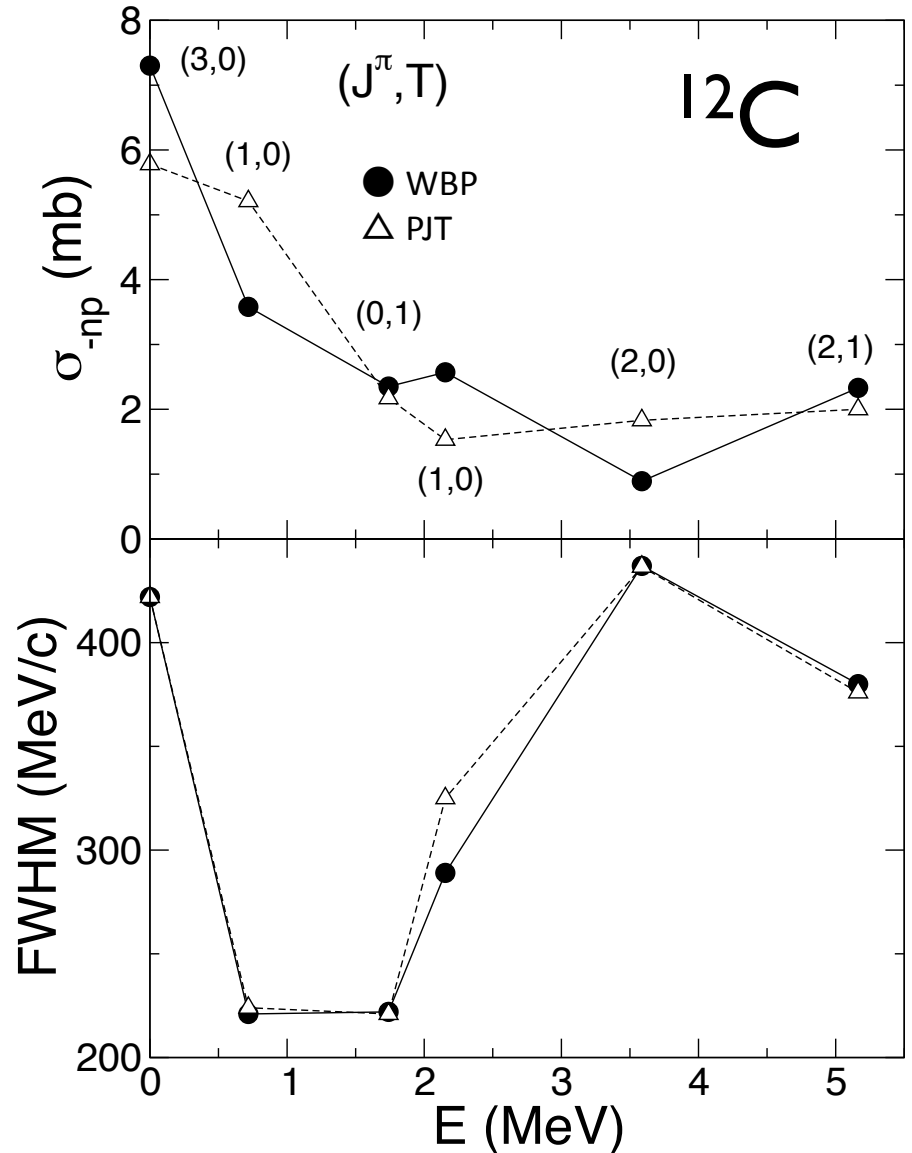 8
(3,0)
(J^π,T)
¹²C
6
(1,0)
WBP
PJT
σ₋np (mb)
4
(0,1)
(2,0)
(2,1)
2
(1,0)
0
FWHM (MeV/c)
400
300
200
0 1 2 3 4 5
E (MeV)